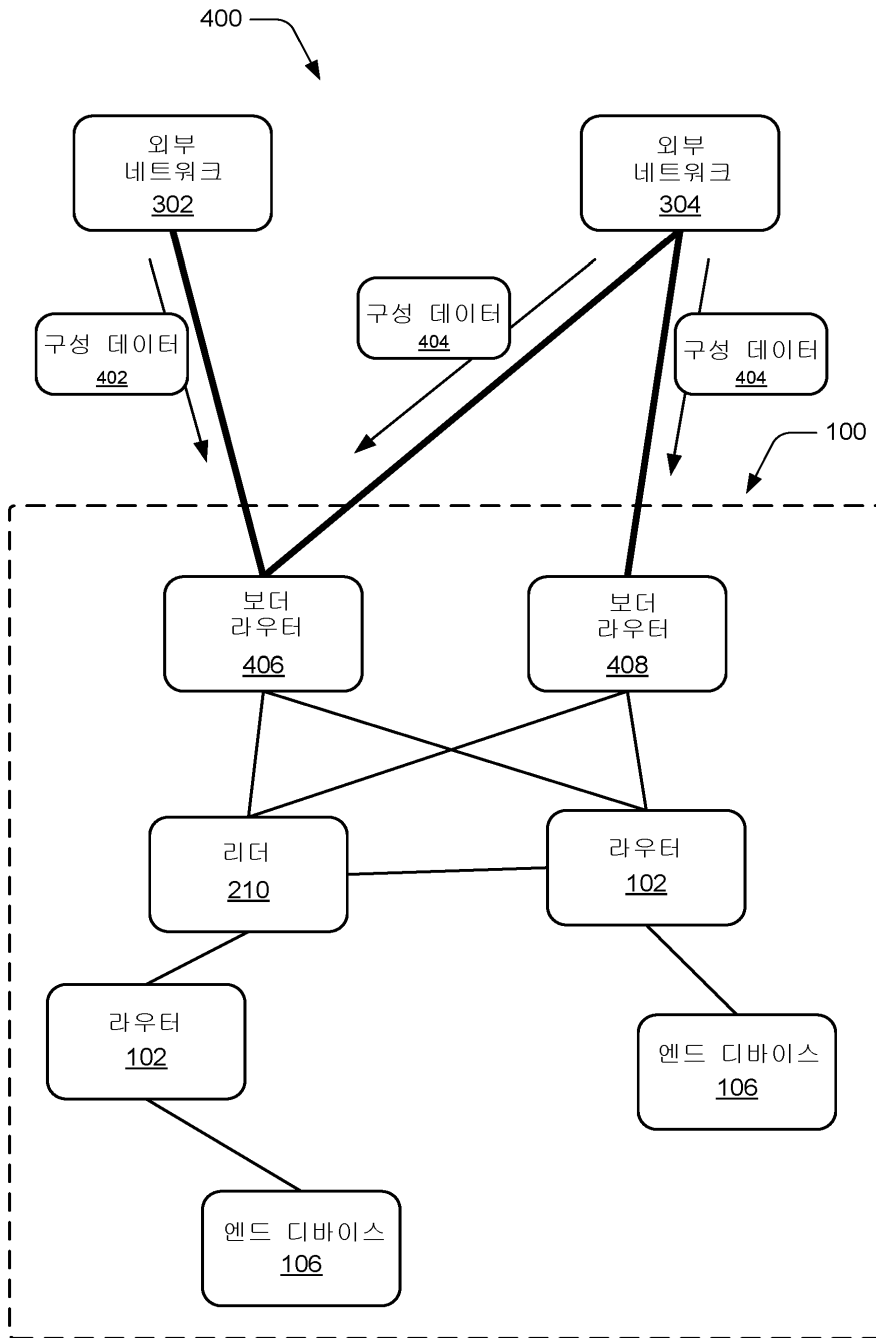 400
외부
네트워크
302
외부
네트워크
304
구성 데이터
402
구성 데이터
404
구성 데이터
404
100
보더
라우터
406
보더
라우터
408
리더
210
라우터
102
라우터
102
엔드 디바이스
106
엔드 디바이스
106